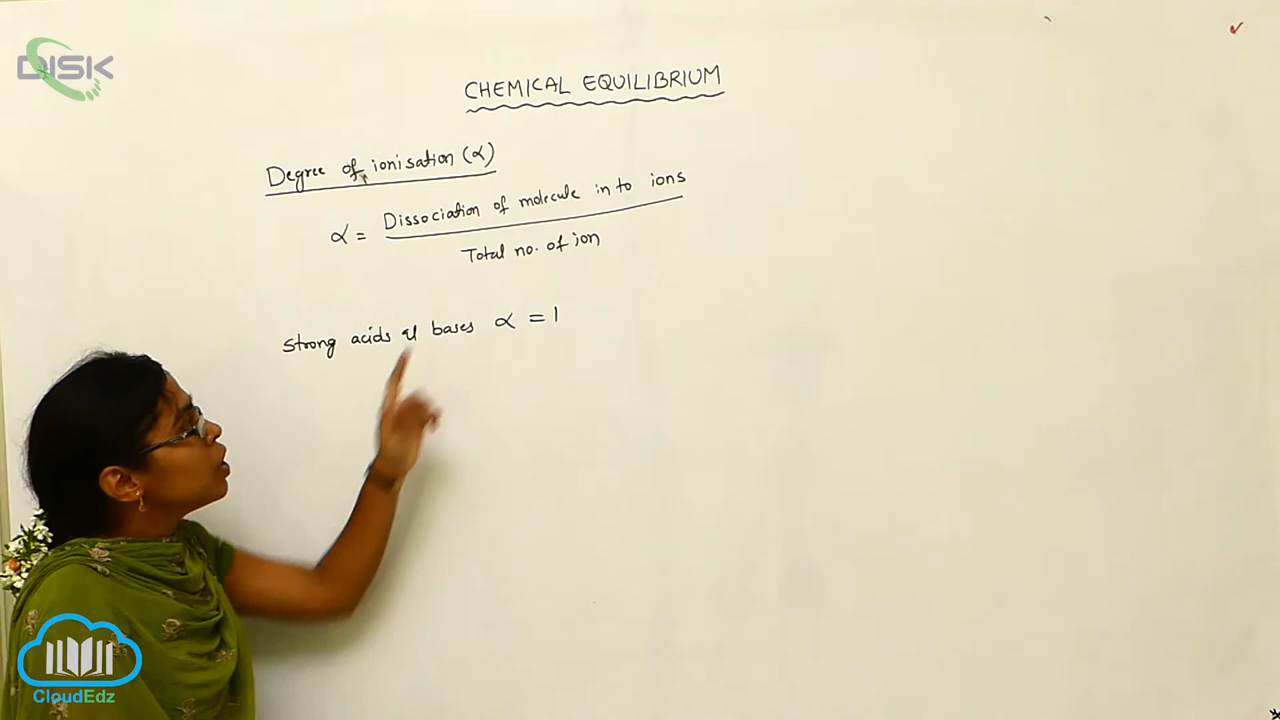 DISK
CHEMICAL EQUILIBRIUM
Degree of ionisation (α)
α = Dissociation of molecule in to ions
Total no. of ion
Strong acids & bases α = 1
CloudEdz